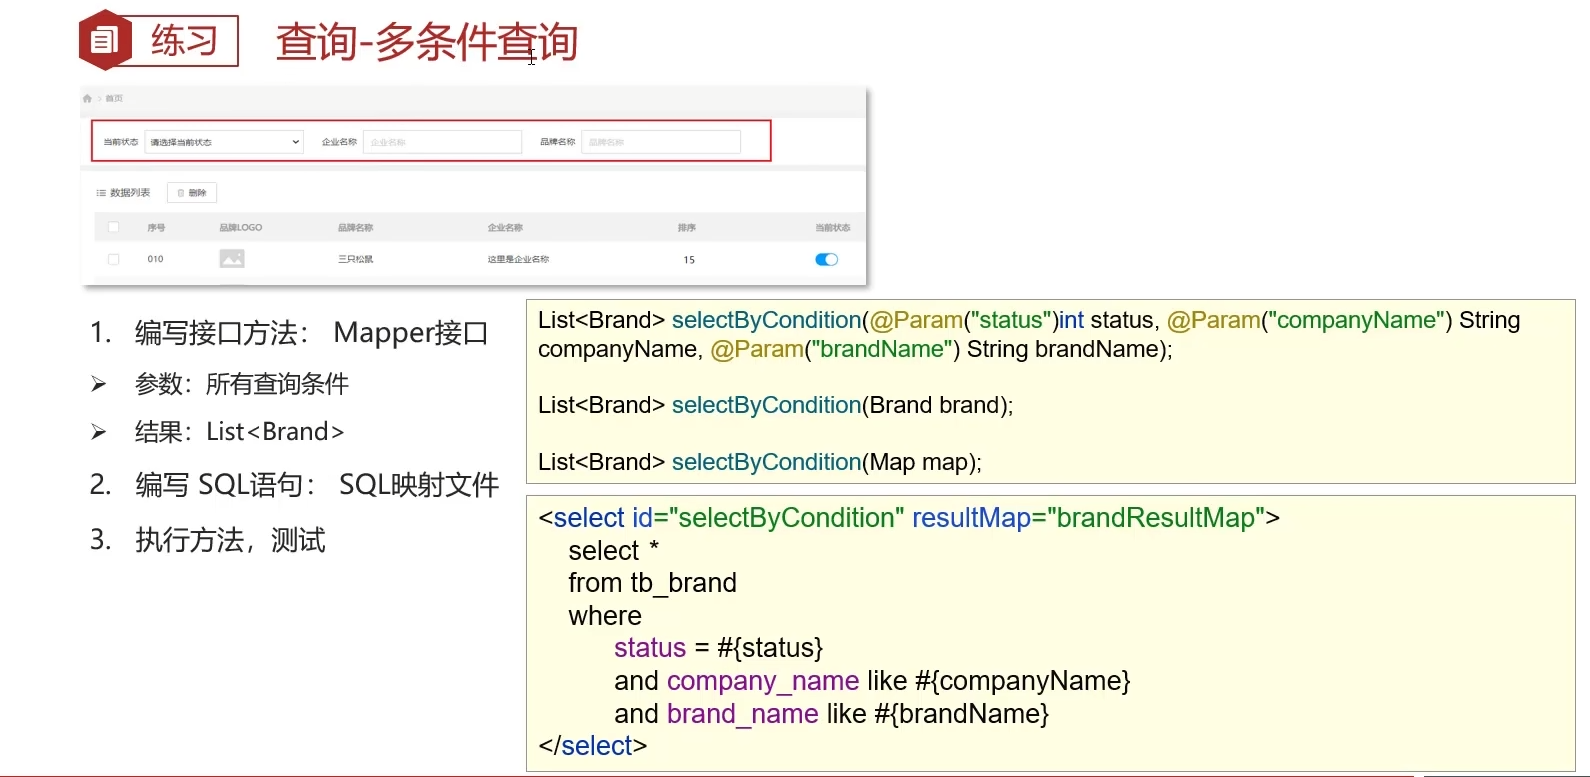 练习
查询-多条件查询
首页
当前状态 请选择当前状态 企业名称 企业名称 品牌名称 品牌名称
数据列表 删除
序号 品牌LOGO 品牌名称 企业名称 排序 当前状态
010 三只松鼠 这里是企业名称 15
1. 编写接口方法： Mapper接口
➢ 参数：所有查询条件
➢ 结果：List<Brand>
2. 编写 SQL语句： SQL映射文件
3. 执行方法，测试
List<Brand> selectByCondition(@Param("status")int status, @Param("companyName") String
companyName, @Param("brandName") String brandName);
List<Brand> selectByCondition(Brand brand);
List<Brand> selectByCondition(Map map);
<select id="selectByCondition" resultMap="brandResultMap">
select *
from tb_brand
where
status = #{status}
and company_name like #{companyName}
and brand_name like #{brandName}
</select>